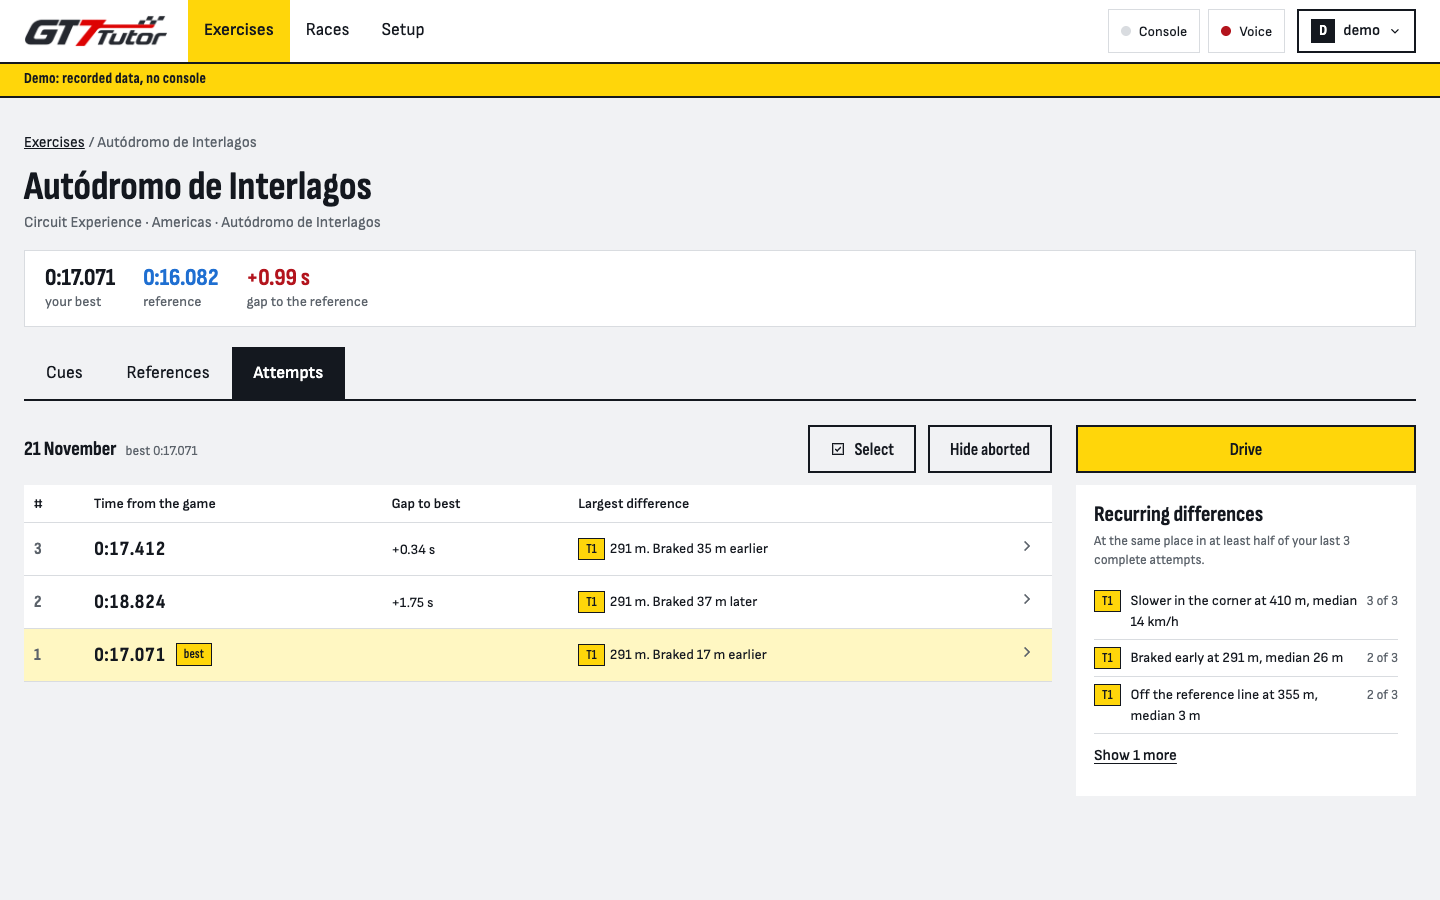 GT7Tutor
Exercises
Races
Setup
Console
Voice
D
demo
Demo: recorded data, no console
Exercises / Autódromo de Interlagos
Autódromo de Interlagos
Circuit Experience · Americas · Autódromo de Interlagos
0:17.071
your best
0:16.082
reference
+0.99 s
gap to the reference
Cues
References
Attempts
21 November best 0:17.071
Select
Hide aborted
# Time from the game Gap to best Largest difference
3 0:17.412 +0.34 s T1 291 m. Braked 35 m earlier
2 0:18.824 +1.75 s T1 291 m. Braked 37 m later
1 0:17.071 best T1 291 m. Braked 17 m earlier
Drive
Recurring differences
At the same place in at least half of your last 3
complete attempts.
T1 Slower in the corner at 410 m, median 3 of 3
14 km/h
T1 Braked early at 291 m, median 26 m 2 of 3
T1 Off the reference line at 355 m, 2 of 3
median 3 m
Show 1 more